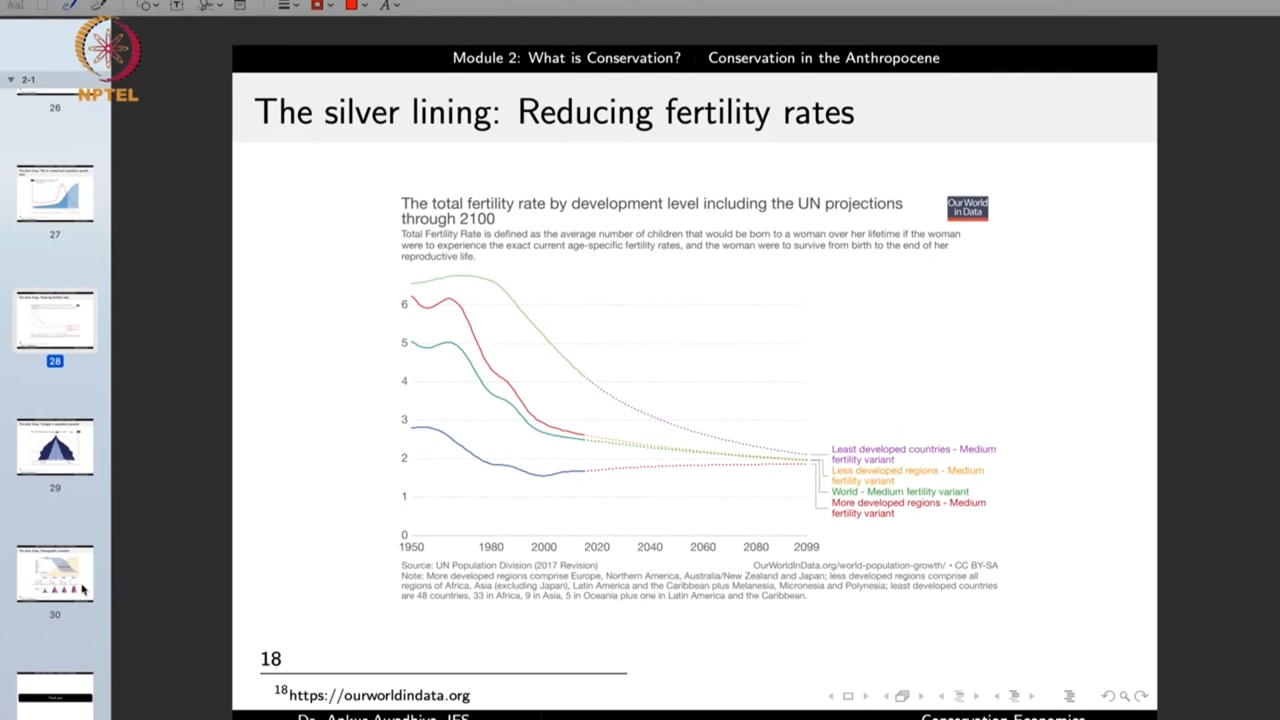 Module 2: What is Conservation? Conservation in the Anthropocene
2-1
NPTEL
26
The silver lining: Reducing fertility rates
27
28
29
30
The total fertility rate by development level including the UN projections
through 2100
Our World
in Data
Total Fertility Rate is defined as the average number of children that would be born to a woman over her lifetime if the woman
were to experience the exact current age-specific fertility rates, and the woman were to survive from birth to the end of her
reproductive life.
6
5
4
3
2
1
0
1950 1980 2000 2020 2040 2060 2080 2099
Least developed countries - Medium
fertility variant
Less developed regions - Medium
fertility variant
World - Medium fertility variant
More developed regions - Medium
fertility variant
Source: UN Population Division (2017 Revision) OurWorldInData.org/world-population-growth/ • CC BY-SA
Note: More developed regions comprise Europe, Northern America, Australia/New Zealand and Japan; less developed regions comprise all
regions of Africa, Asia (excluding Japan), Latin America and the Caribbean plus Melanesia, Micronesia and Polynesia; least developed countries
are 48 countries, 33 in Africa, 9 in Asia, 5 in Oceania plus one in Latin America and the Caribbean.
18
18https://ourworldindata.org
Dr. Ankur Awadhiya, IFS Conservation Economics